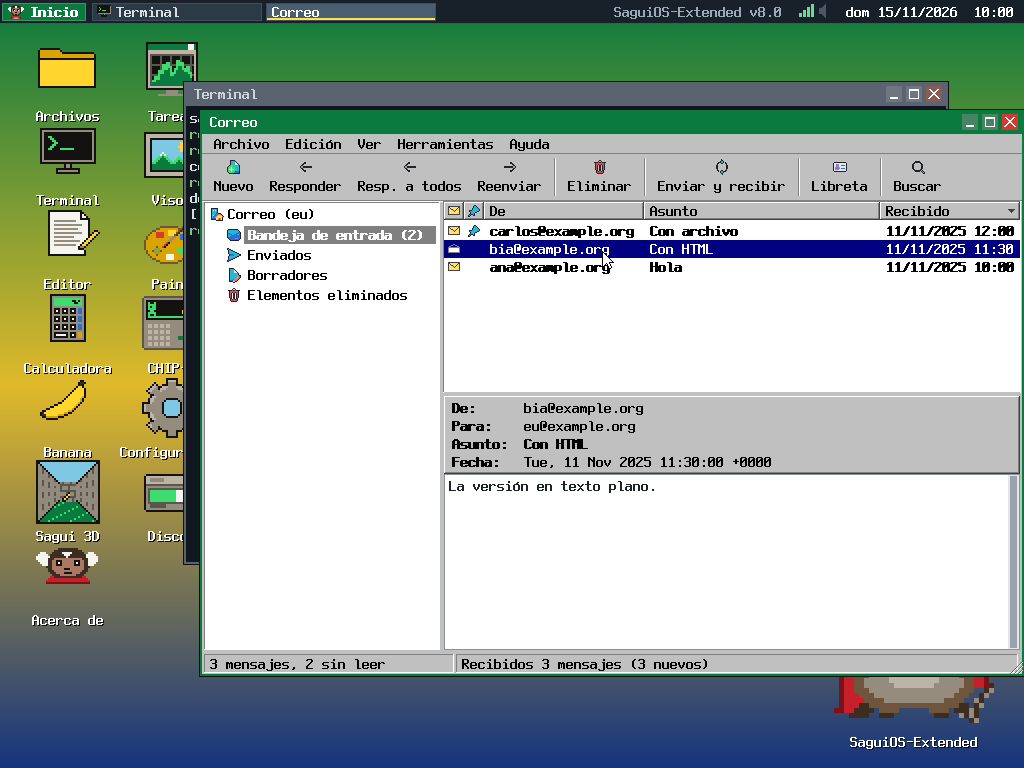 Inicio
Terminal
Correo
SaguiOS-Extended v8.0
dom 15/11/2026
10:00
Archivos
Terminal
Editor
Calculadora
CHIP-
Banana
Configur
Sagui 3D
Acerca de
Terminal
Correo
Archivo Edición Ver Herramientas Ayuda
Nuevo Responder Resp. a todos Reenviar Eliminar Enviar y recibir Libreta Buscar
Correo (eu)
Bandeja de entrada (2)
Enviados
Borradores
Elementos eliminados
De Asunto Recibido
carlos@example.org Con archivo 11/11/2025 12:00
bia@example.org Con HTML 11/11/2025 11:30
ana@example.org Hola 11/11/2025 10:00
De: bia@example.org
Para: eu@example.org
Asunto: Con HTML
Fecha: Tue, 11 Nov 2025 11:30:00 +0000
La versión en texto plano.
3 mensajes, 2 sin leer
Recibidos 3 mensajes (3 nuevos)
SaguiOS-Extended